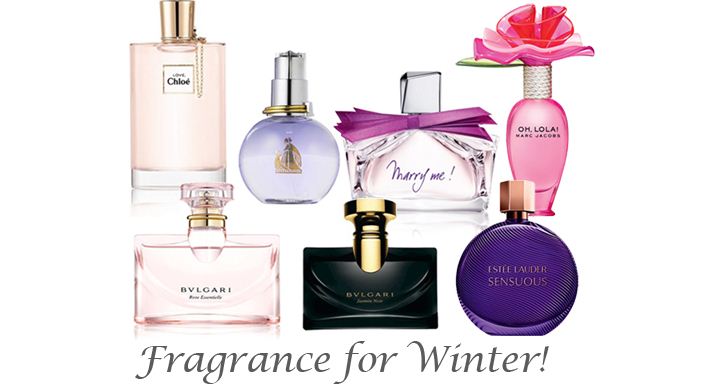 LOVE,
Chloé
Marry me !
OH, LOLA!
MARC JACOBS
BVLGARI
Rose Essentielle
BVLGARI
Jasmin Noir
ESTĒE LAUDER
SENSUOUS
Fragrance for Winter!